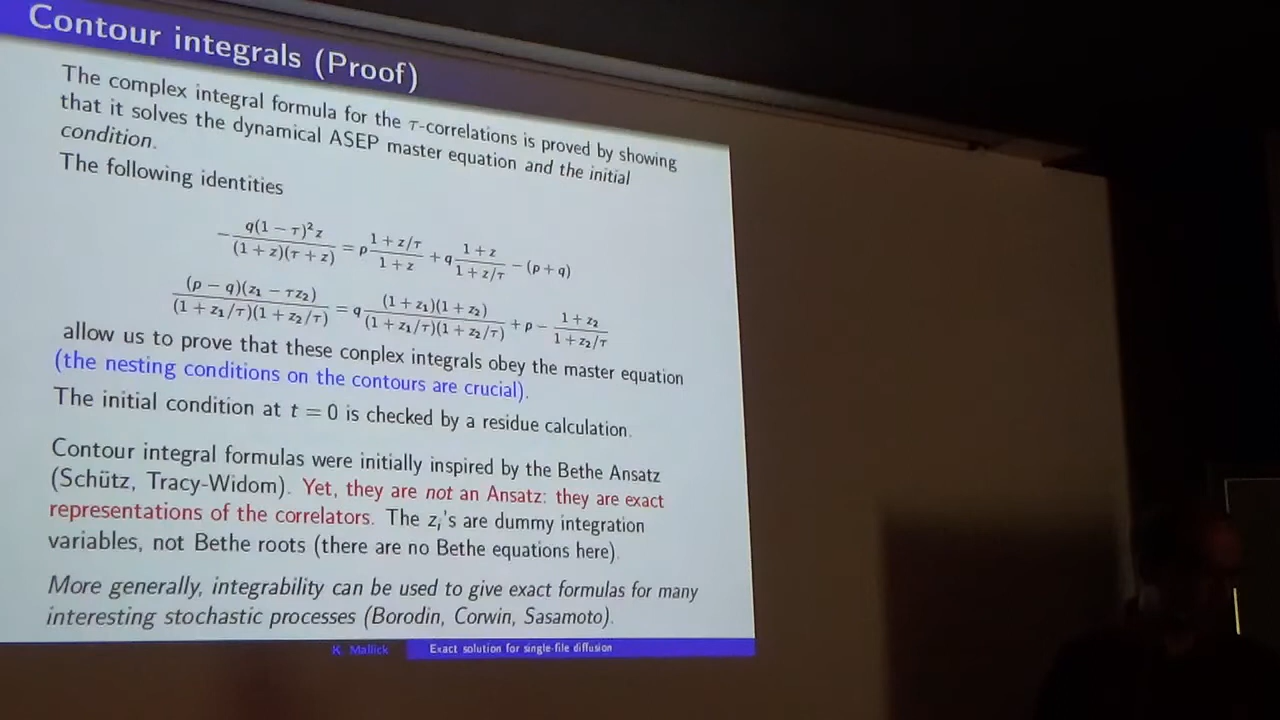 Contour integrals (Proof)
The complex integral formula for the τ-correlations is proved by showing
that it solves the dynamical ASEP master equation and the initial
condition.
The following identities
− q(1 − τ)²z / (1 + z)(τ + z) = p (1 + z/τ) / (1 + z) + q (1 + z) / (1 + z/τ) − (p + q)
(p − q)(z₁ − τz₂) / (1 + z₁/τ)(1 + z₂/τ) = q (1 + z₁)(1 + z₂) / (1 + z₁/τ)(1 + z₂/τ) + p − (1 + z₂) / (1 + z₂/τ)
allow us to prove that these conplex integrals obey the master equation
(the nesting conditions on the contours are crucial).
The initial condition at t = 0 is checked by a residue calculation.
Contour integral formulas were initially inspired by the Bethe Ansatz
(Schütz, Tracy-Widom). Yet, they are not an Ansatz: they are exact
representations of the correlators. The zᵢ's are dummy integration
variables, not Bethe roots (there are no Bethe equations here).
More generally, integrability can be used to give exact formulas for many
interesting stochastic processes (Borodin, Corwin, Sasamoto).
K. Mallick Exact solution for single-file diffusion